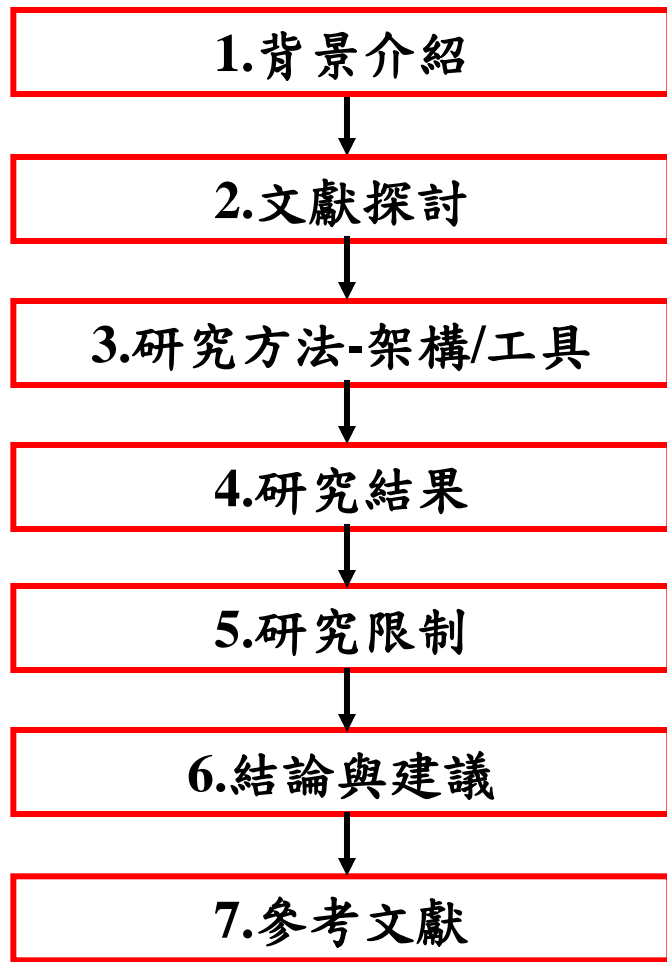 1.背景介紹
2.文獻探討
3.研究方法-架構/工具
4.研究結果
5.研究限制
6.結論與建議
7.參考文獻